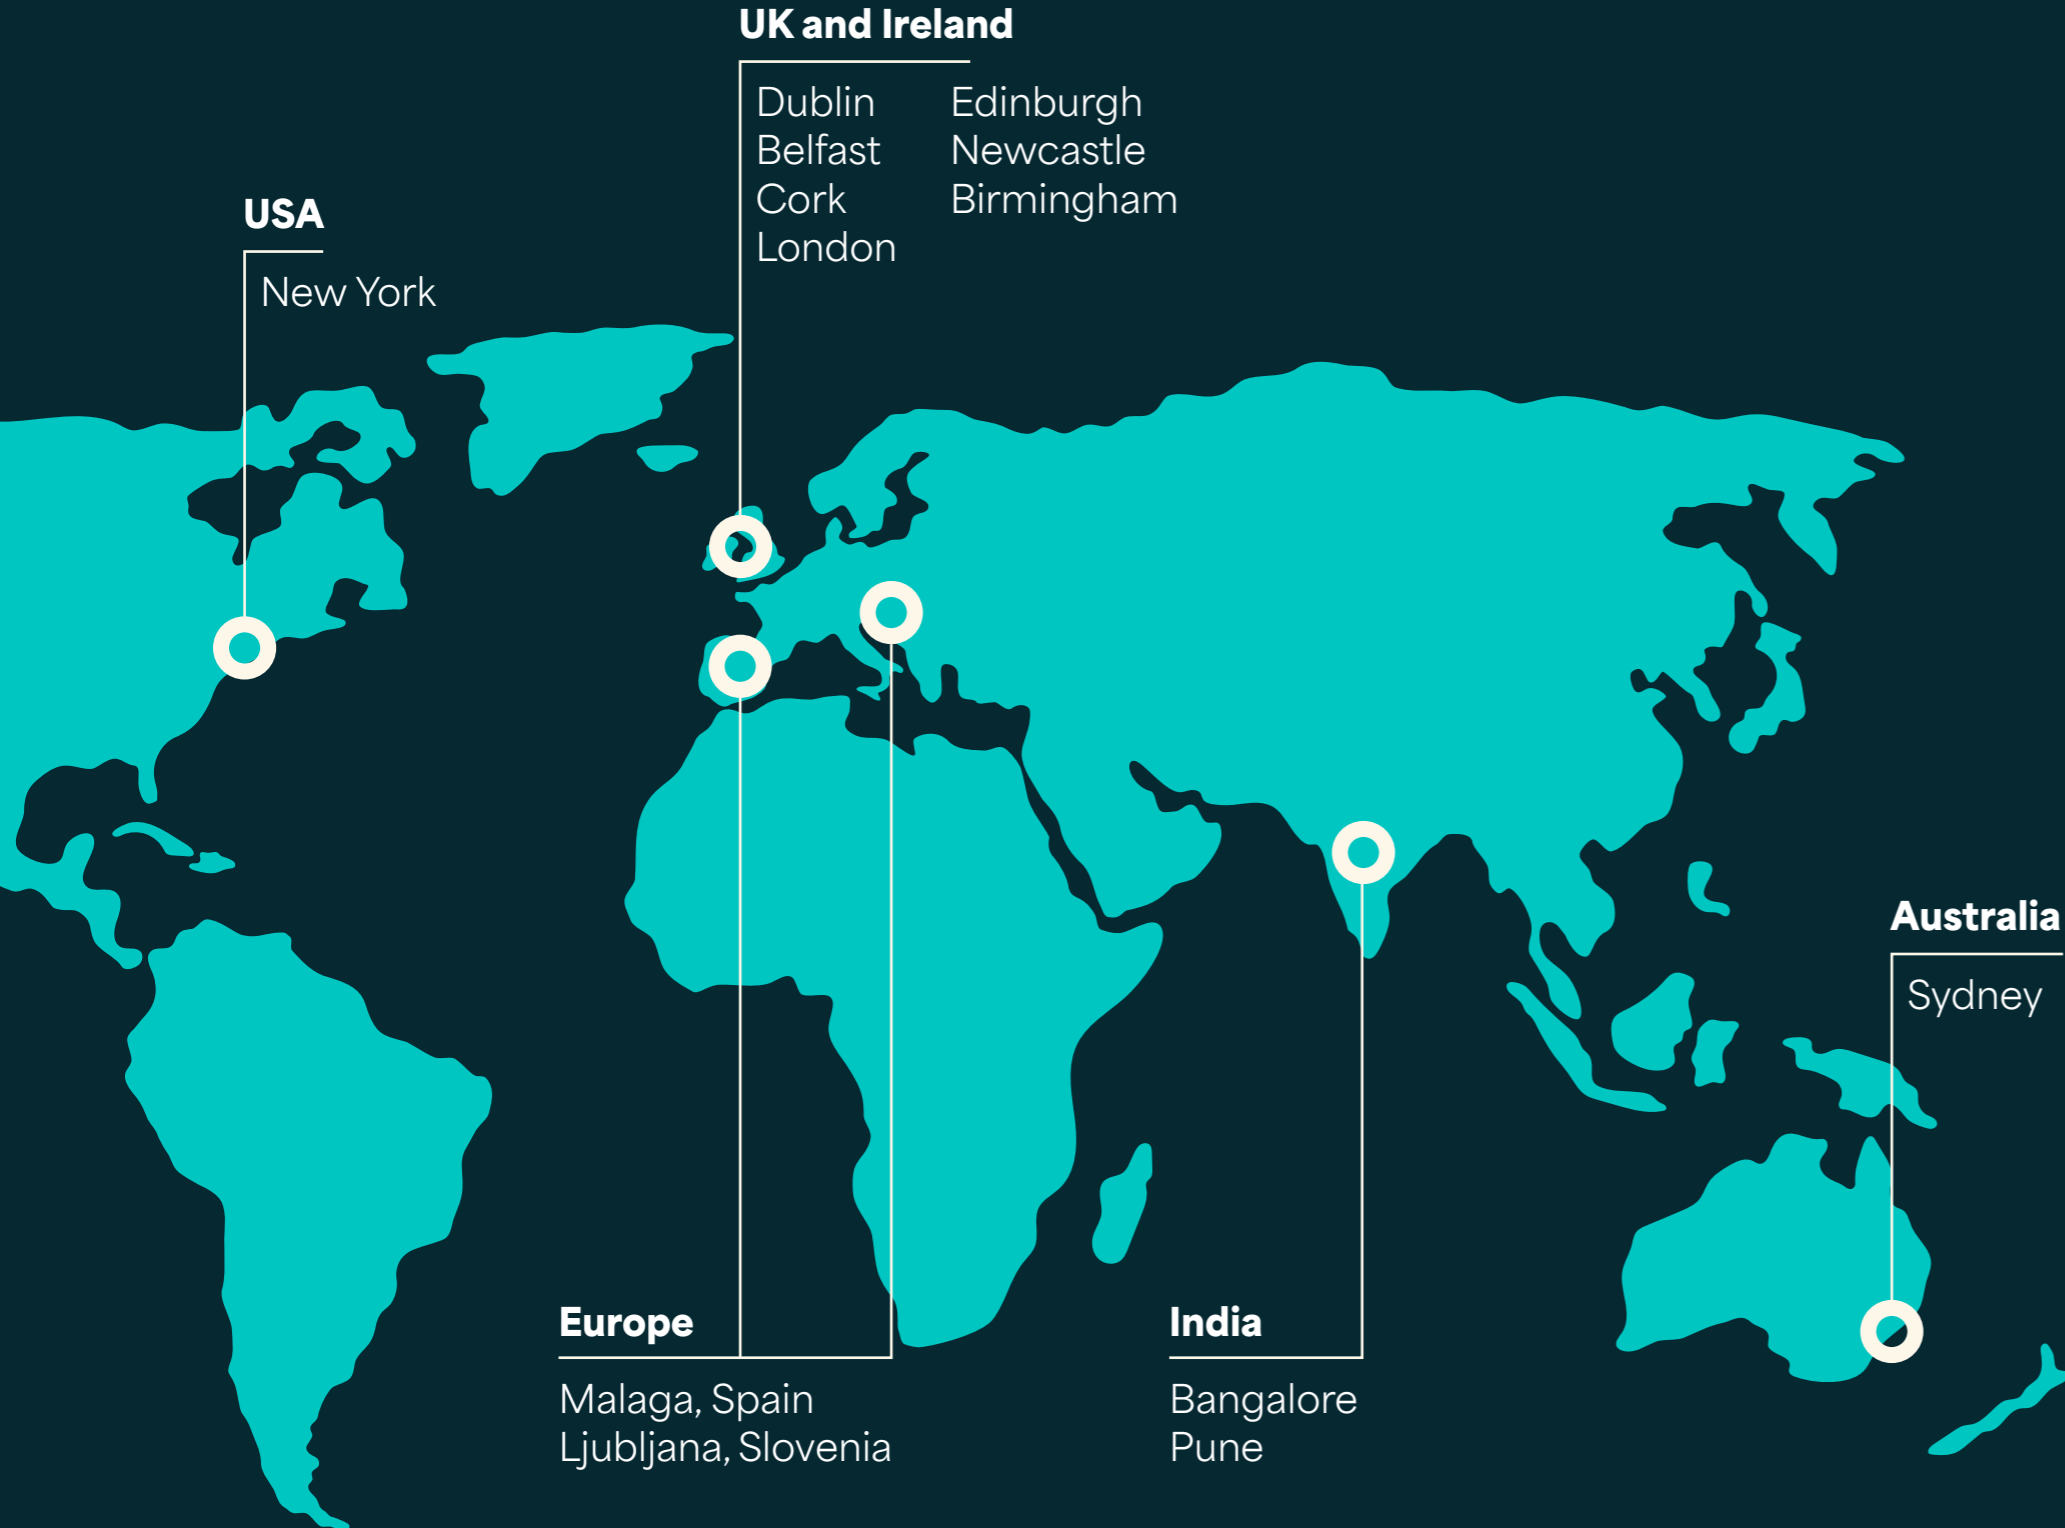 UK and Ireland
Dublin
Belfast
Cork
London
Edinburgh
Newcastle
Birmingham
USA
New York
Australia
Sydney
Europe
Malaga, Spain
Ljubljana, Slovenia
India
Bangalore
Pune